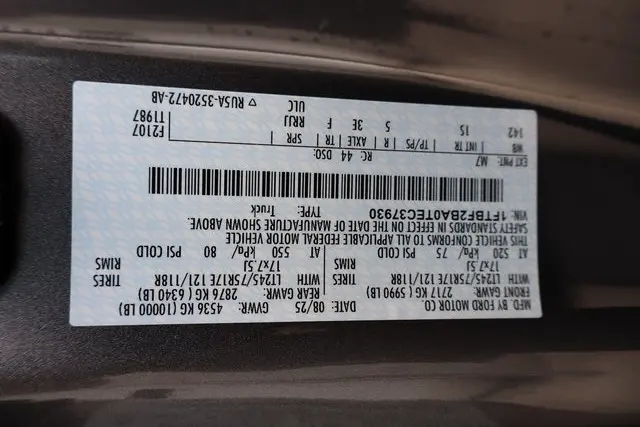 MFD. BY FORD MOTOR CO.
DATE: 08/25 GVWR: 4536 KG (10000 LB)
FRONT GAWR: 2717 KG ( 5990 LB) REAR GAWR: 2876 KG ( 6340 LB)
WITH LT245/75R17E 121/118R TIRES WITH LT245/75R17E 121/118R TIRES
17x7.5J RIMS 17x7.5J RIMS
AT 520 kPa/ 75 PSI COLD AT 550 kPa/ 80 PSI COLD
THIS VEHICLE CONFORMS TO ALL APPLICABLE FEDERAL MOTOR VEHICLE
SAFETY STANDARDS IN EFFECT ON THE DATE OF MANUFACTURE SHOWN ABOVE.
VIN: 1FTBF2BA0TEC37930 TYPE: Truck
EXT PNT: M7 RC: 44 DSO:
WB INT TR TP/PS R AXLE TR SPR F2107
142 1S 5 3E F RRJJ T1987
ULC ▽ RU5A-3520472-AB